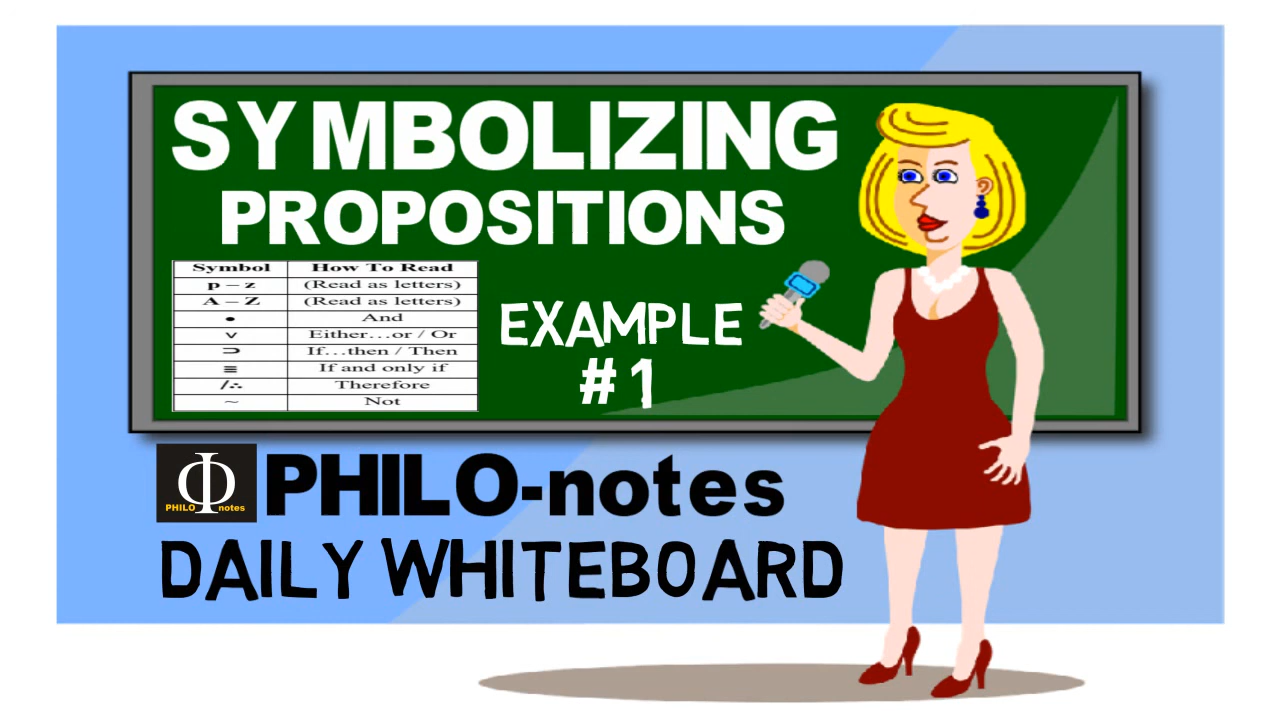 SYMBOLIZING
PROPOSITIONS
Symbol How To Read
p – z (Read as letters)
A – Z (Read as letters)
• And
v Either…or / Or
⊃ If…then / Then
≡ If and only if
/∴ Therefore
~ Not
EXAMPLE
#1
Φ
PHILO notes
PHILO-notes
DAILY WHITEBOARD